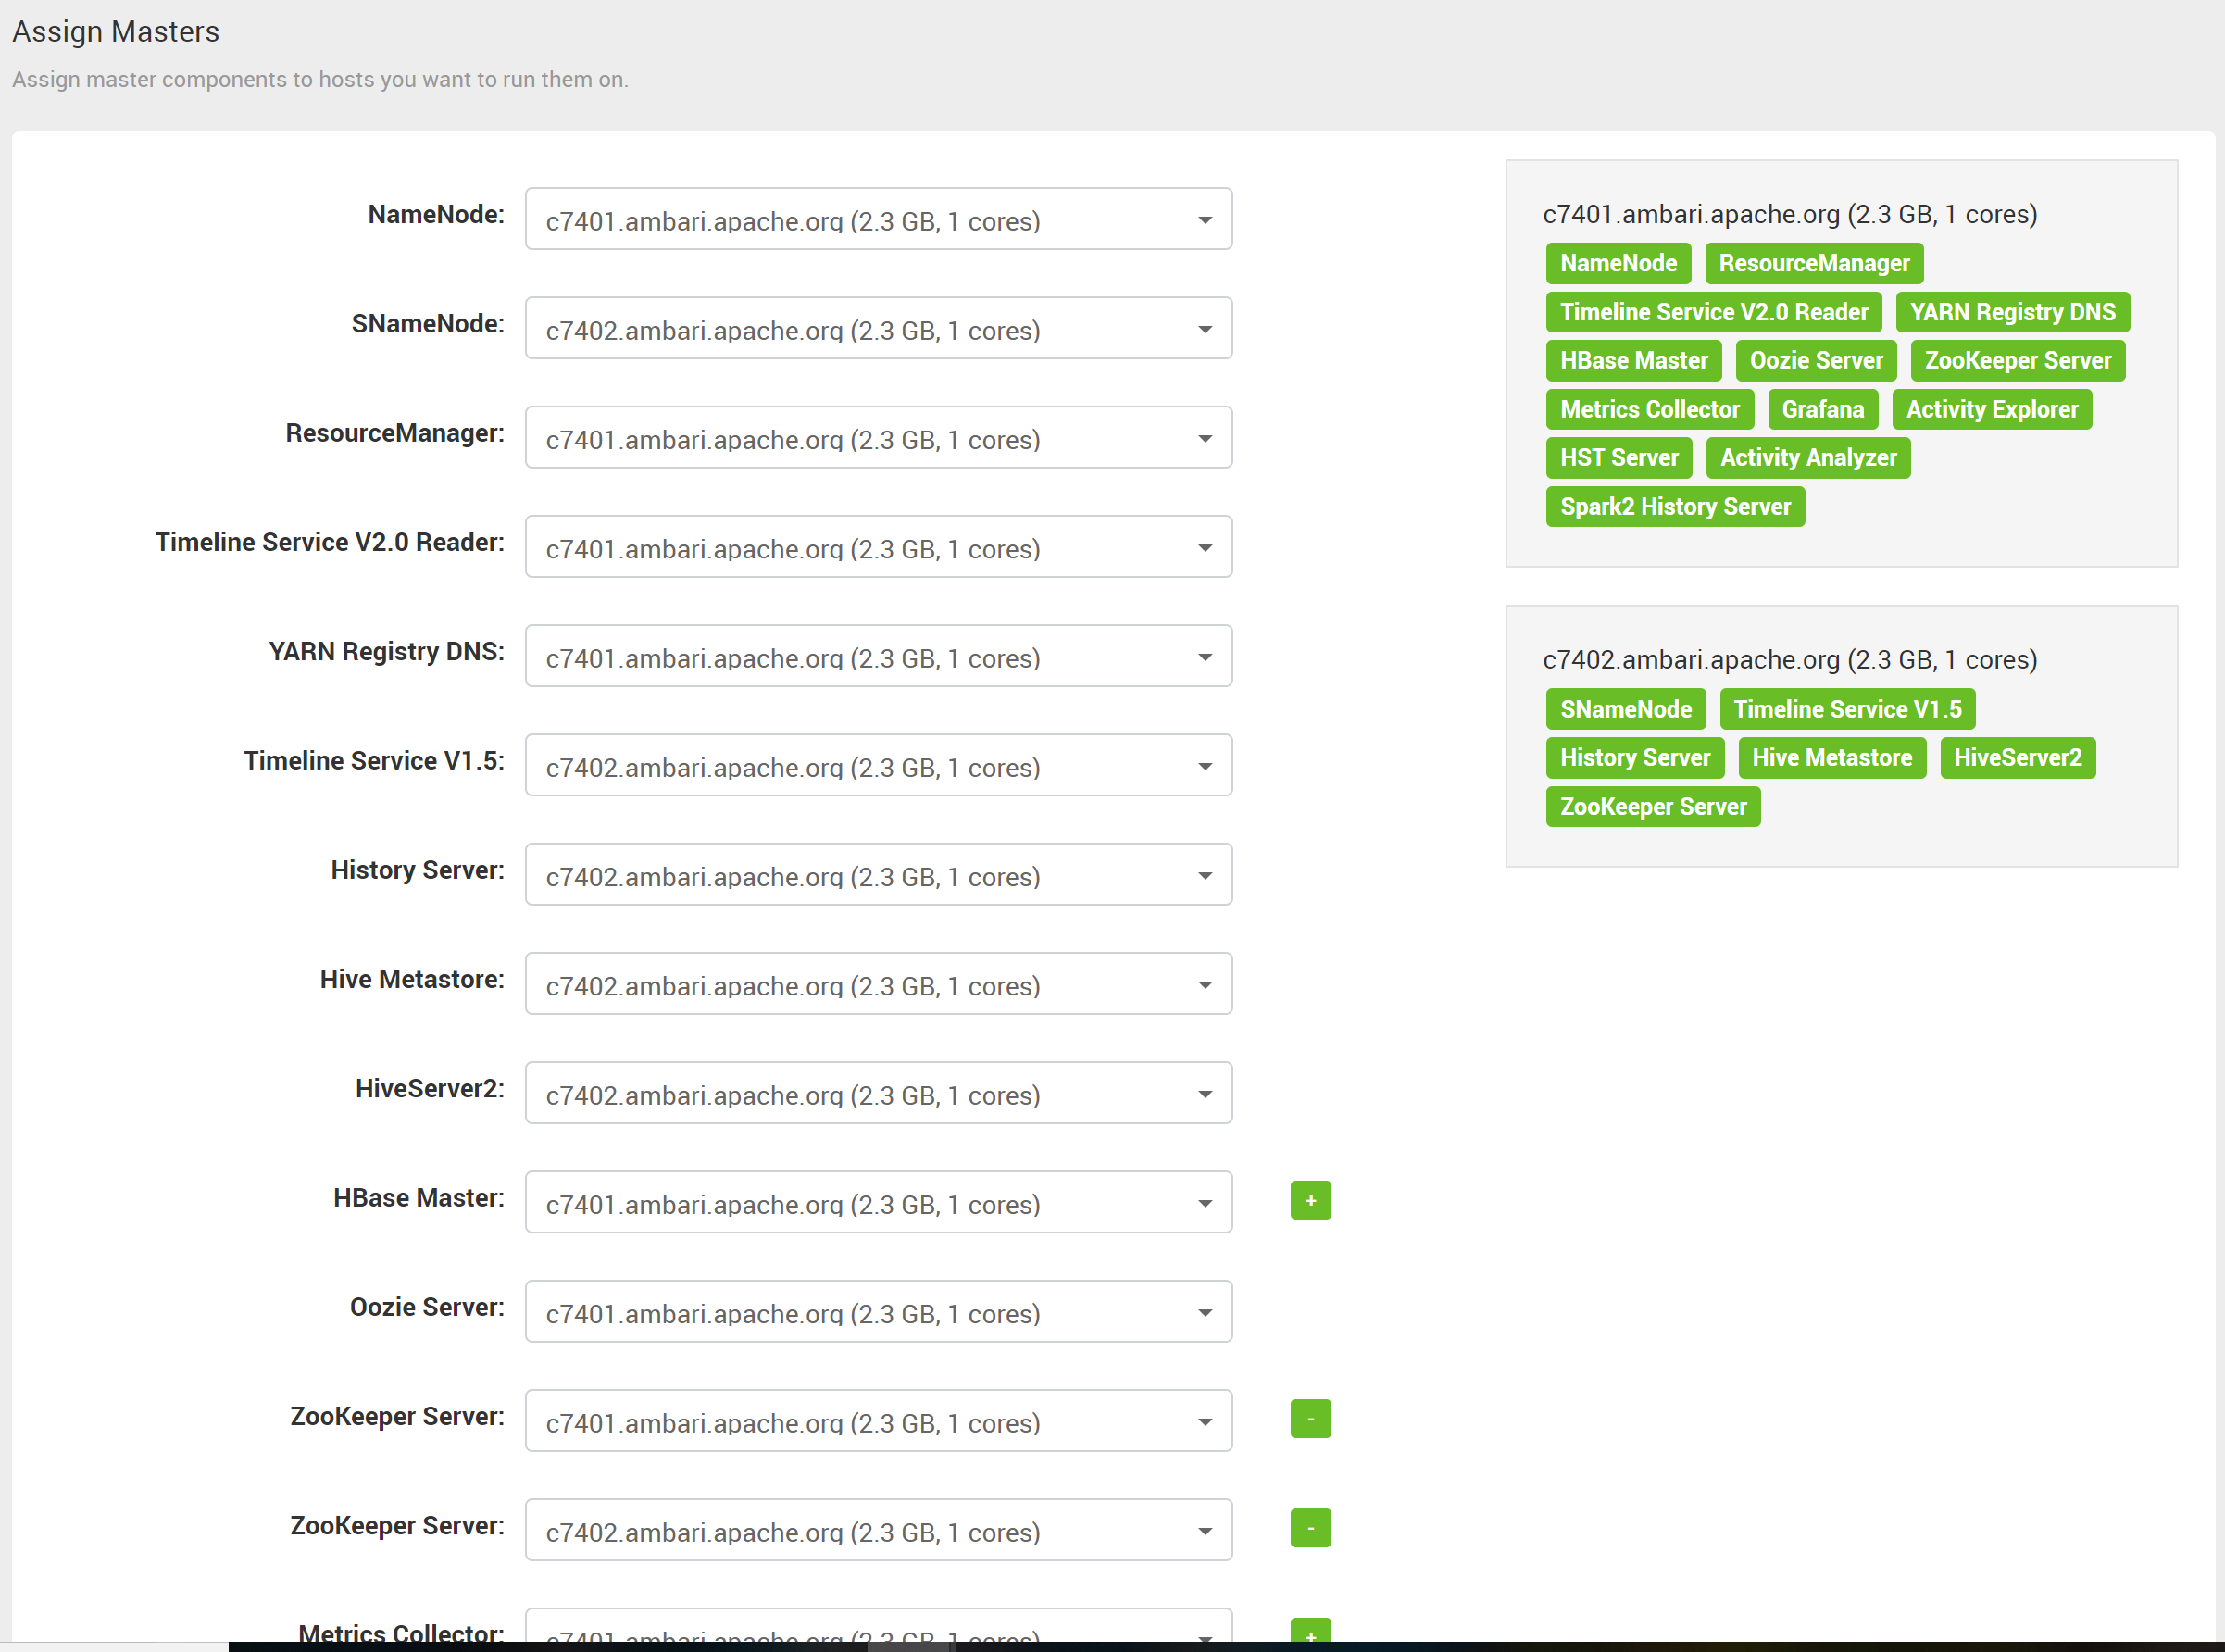 Assign Masters
Assign master components to hosts you want to run them on.
NameNode: c7401.ambari.apache.org (2.3 GB, 1 cores)
SNameNode: c7402.ambari.apache.org (2.3 GB, 1 cores)
ResourceManager: c7401.ambari.apache.org (2.3 GB, 1 cores)
Timeline Service V2.0 Reader: c7401.ambari.apache.org (2.3 GB, 1 cores)
YARN Registry DNS: c7401.ambari.apache.org (2.3 GB, 1 cores)
Timeline Service V1.5: c7402.ambari.apache.org (2.3 GB, 1 cores)
History Server: c7402.ambari.apache.org (2.3 GB, 1 cores)
Hive Metastore: c7402.ambari.apache.org (2.3 GB, 1 cores)
HiveServer2: c7402.ambari.apache.org (2.3 GB, 1 cores)
HBase Master: c7401.ambari.apache.org (2.3 GB, 1 cores) +
Oozie Server: c7401.ambari.apache.org (2.3 GB, 1 cores)
ZooKeeper Server: c7401.ambari.apache.org (2.3 GB, 1 cores) -
ZooKeeper Server: c7402.ambari.apache.org (2.3 GB, 1 cores) -
Metrics Collector: c7401.ambari.apache.org (2.3 GB, 1 cores) +
c7401.ambari.apache.org (2.3 GB, 1 cores)
NameNode ResourceManager
Timeline Service V2.0 Reader YARN Registry DNS
HBase Master Oozie Server ZooKeeper Server
Metrics Collector Grafana Activity Explorer
HST Server Activity Analyzer
Spark2 History Server
c7402.ambari.apache.org (2.3 GB, 1 cores)
SNameNode Timeline Service V1.5
History Server Hive Metastore HiveServer2
ZooKeeper Server